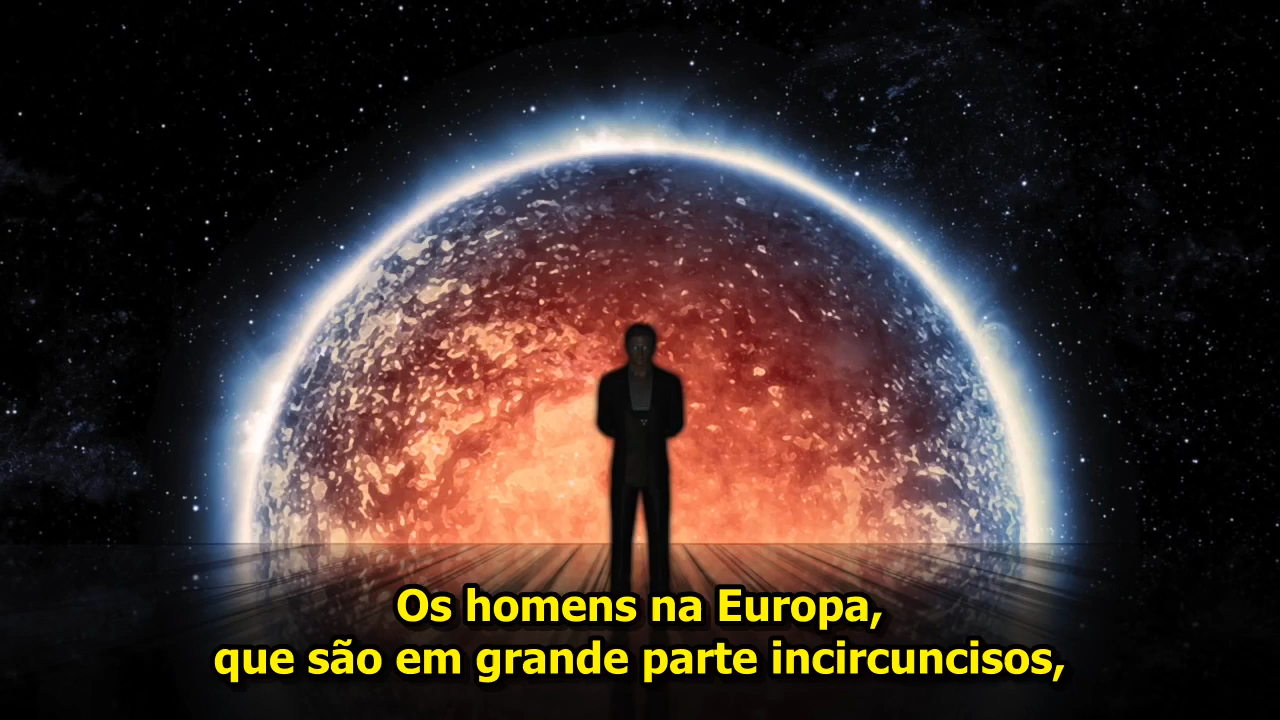 Os homens na Europa,
que são em grande parte incircuncisos,